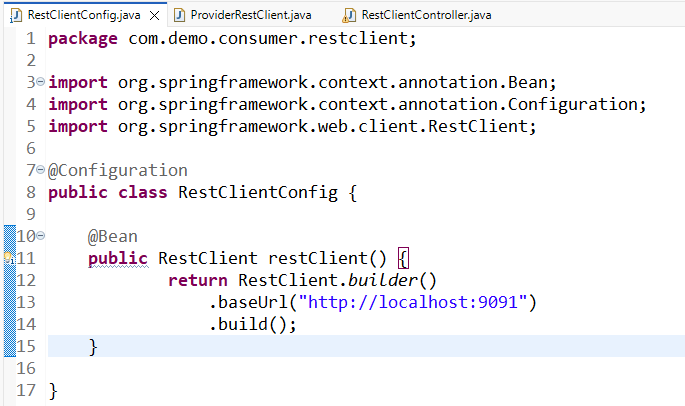 RestClientConfig.java ProviderRestClient.java RestClientController.java
1 package com.demo.consumer.restclient;
2
3 import org.springframework.context.annotation.Bean;
4 import org.springframework.context.annotation.Configuration;
5 import org.springframework.web.client.RestClient;
6
7 @Configuration
8 public class RestClientConfig {
9
10     @Bean
11     public RestClient restClient() {
12             return RestClient.builder()
13                 .baseUrl("http://localhost:9091")
14                 .build();
15     }
16
17 }